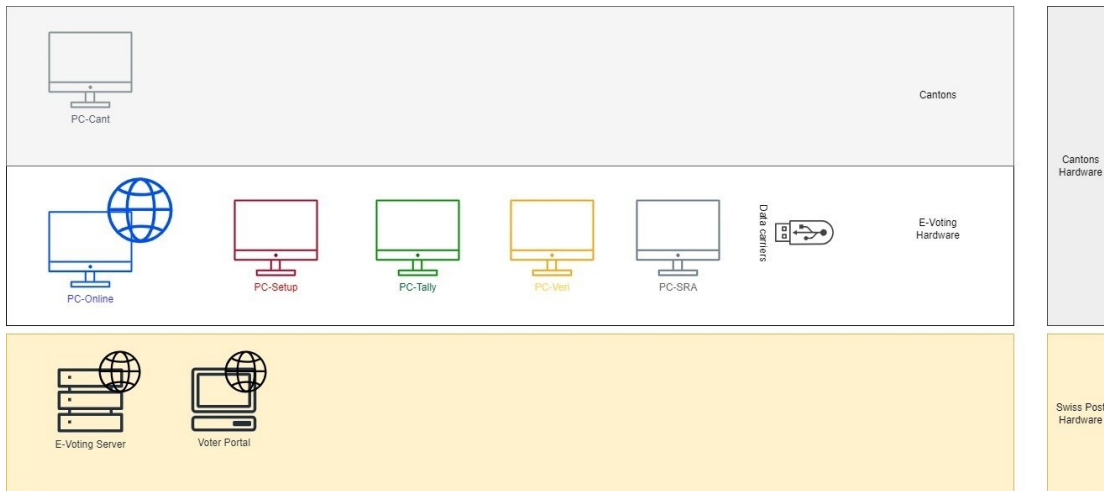 PC-Cant
Cantons
Cantons
Hardware
PC-Online
PC-Setup
PC-Tally
PC-Veri
PC-SRA
Data carriers
E-Voting
Hardware
E-Voting Server
Voter Portal
Swiss Post
Hardware